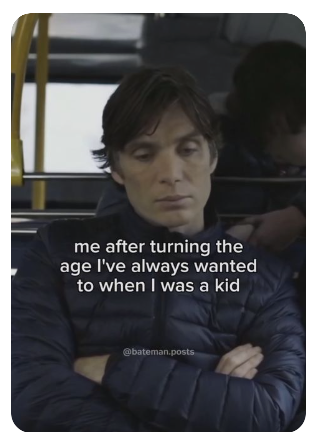 me after turning the
age I've always wanted
to when I was a kid
@bateman.posts